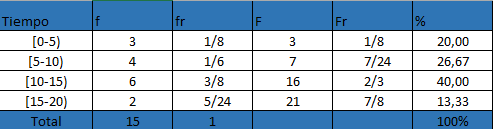 Tiempo f fr F Fr %
[0-5) 3 1/8 3 1/8 20,00
[5-10) 4 1/6 7 7/24 26,67
[10-15) 6 3/8 16 2/3 40,00
[15-20) 2 5/24 21 7/8 13,33
Total 15 1 100%